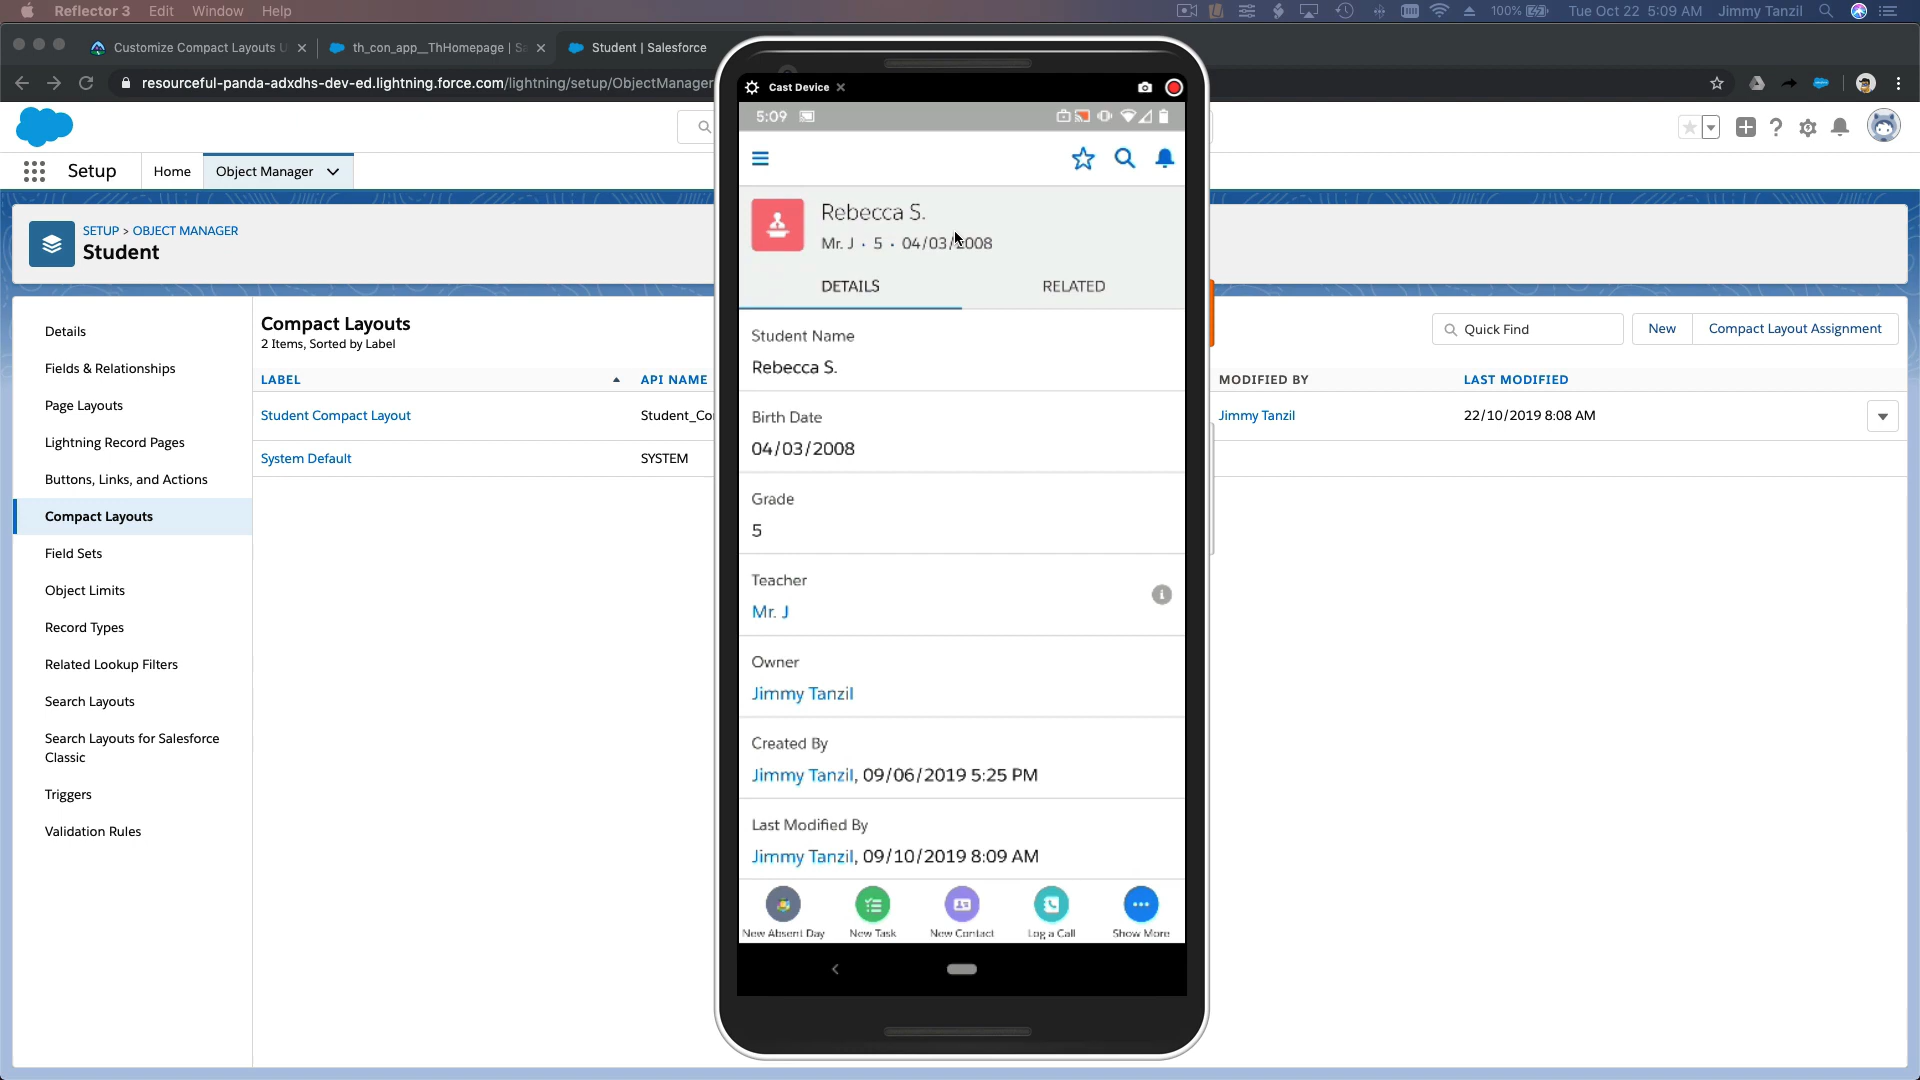 Reflector 3 Edit Window Help 100% Tue Oct 22 5:09 AM Jimmy Tanzil
Customize Compact Layouts U
th_con_app__ThHomepage | Sa
Student | Salesforce
resourceful-panda-adxdhs-dev-ed.lightning.force.com/lightning/setup/ObjectManager
Setup
Home
Object Manager
SETUP > OBJECT MANAGER
Student
Details
Fields & Relationships
Page Layouts
Lightning Record Pages
Buttons, Links, and Actions
Compact Layouts
Field Sets
Object Limits
Record Types
Related Lookup Filters
Search Layouts
Search Layouts for Salesforce
Classic
Triggers
Validation Rules
Compact Layouts
2 Items, Sorted by Label
Quick Find
New
Compact Layout Assignment
LABEL API NAME MODIFIED BY LAST MODIFIED
Student Compact Layout Student_Co Jimmy Tanzil 22/10/2019 8:08 AM
System Default SYSTEM
Cast Device
5:09
Rebecca S.
Mr. J · 5 · 04/03/2008
DETAILS RELATED
Student Name
Rebecca S.
Birth Date
04/03/2008
Grade
5
Teacher
Mr. J
Owner
Jimmy Tanzil
Created By
Jimmy Tanzil, 09/06/2019 5:25 PM
Last Modified By
Jimmy Tanzil, 09/10/2019 8:09 AM
New Absent Day New Task New Contact Log a Call Show More